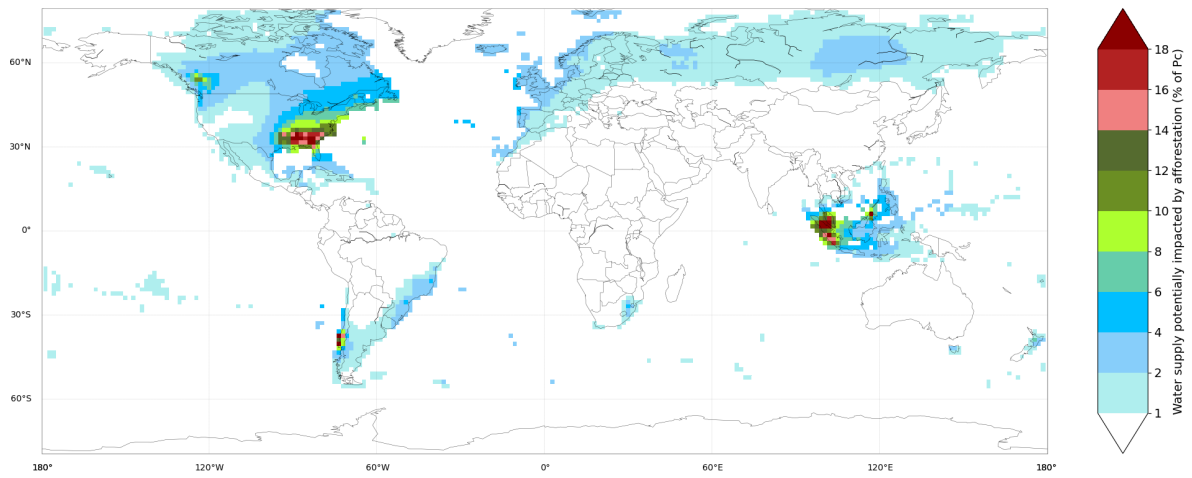 60°N
30°N
0°
30°S
60°S
180°
120°W
60°W
0°
60°E
120°E
180°
18
16
14
12
10
8
6
4
2
1
Water supply potentially impacted by afforestation (% of Pc)